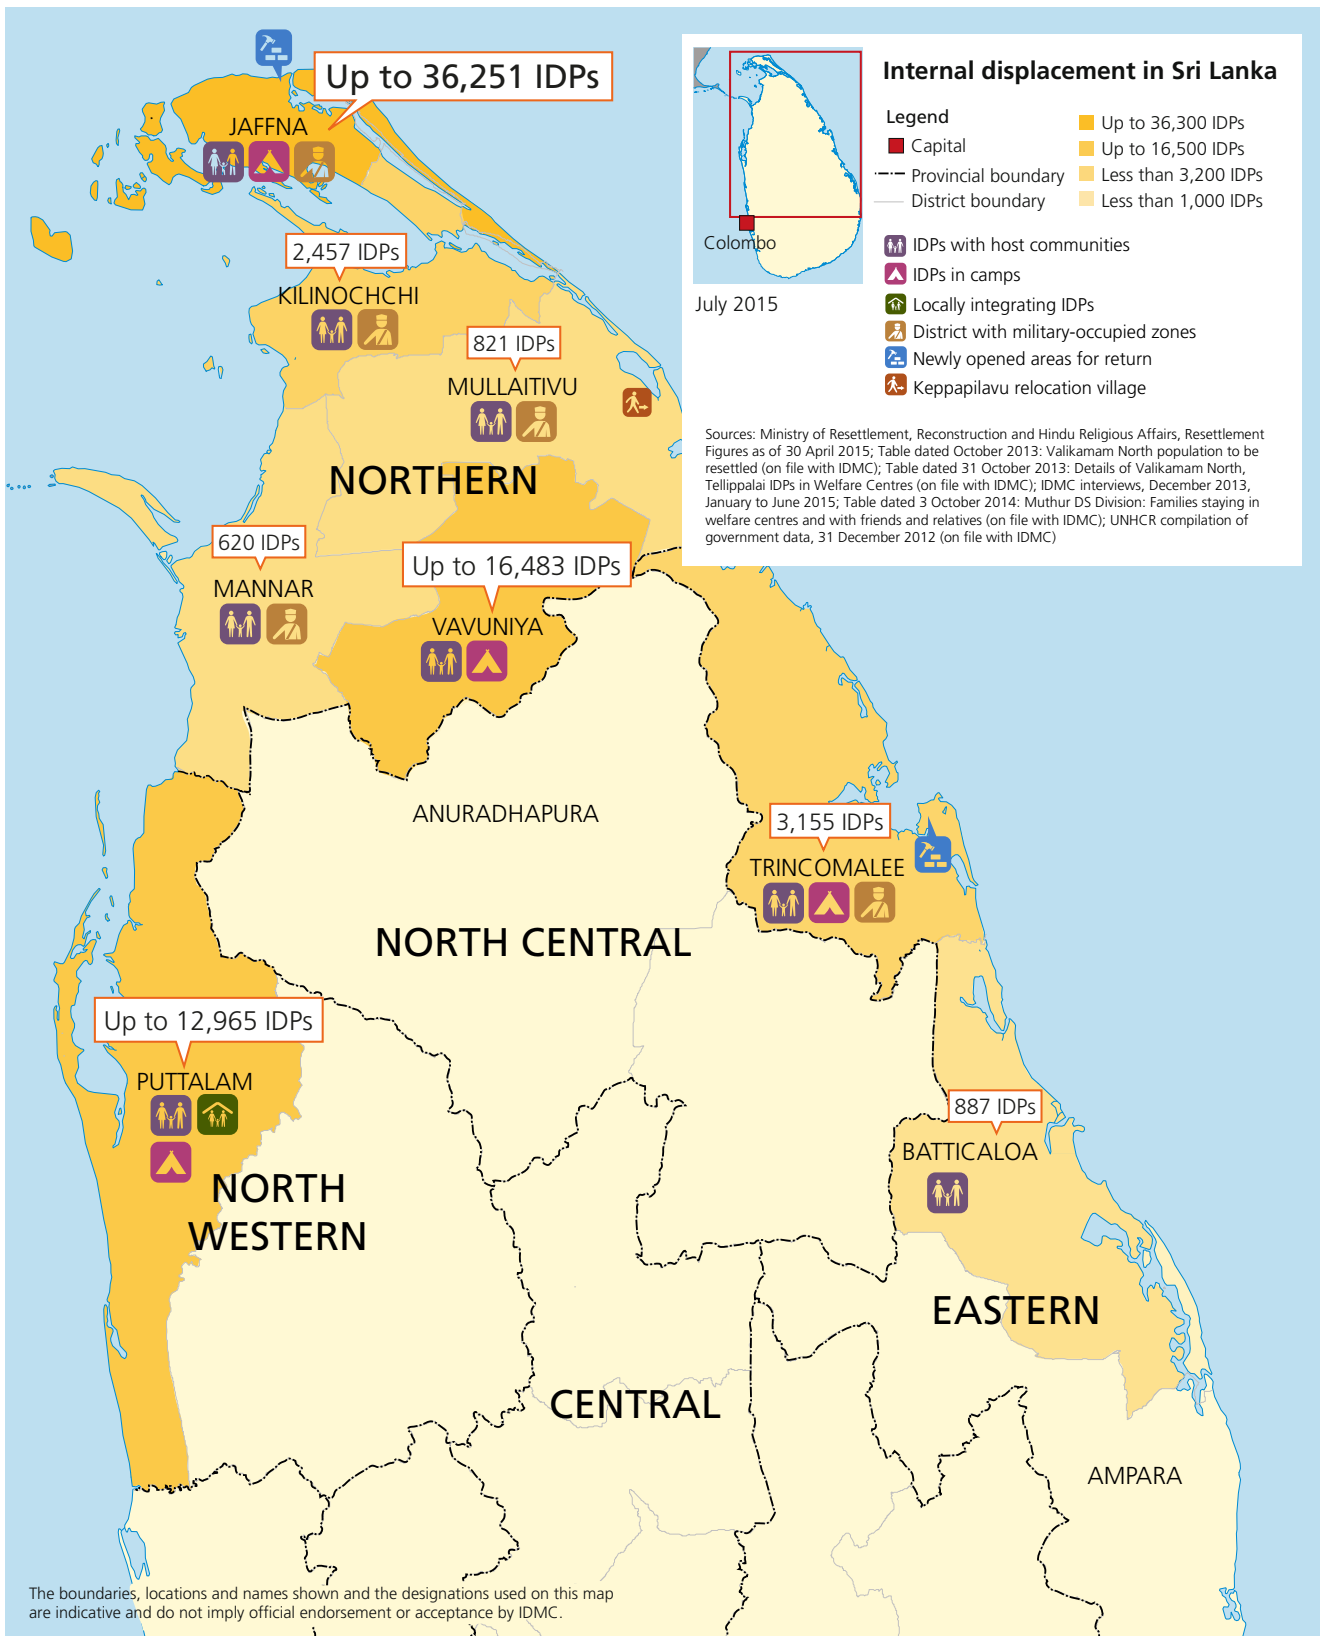 Up to 36,251 IDPs
JAFFNA
2,457 IDPs
KILINOCHCHI
821 IDPs
MULLAITIVU
NORTHERN
620 IDPs
MANNAR
Up to 16,483 IDPs
VAVUNIYA
ANURADHAPURA
3,155 IDPs
TRINCOMALEE
NORTH CENTRAL
Up to 12,965 IDPs
PUTTALAM
NORTH
WESTERN
887 IDPs
BATTICALOA
EASTERN
CENTRAL
AMPARA
Internal displacement in Sri Lanka
Colombo
July 2015
Legend
Capital
Provincial boundary
District boundary
Up to 36,300 IDPs
Up to 16,500 IDPs
Less than 3,200 IDPs
Less than 1,000 IDPs
IDPs with host communities
IDPs in camps
Locally integrating IDPs
District with military-occupied zones
Newly opened areas for return
Keppapilavu relocation village
Sources: Ministry of Resettlement, Reconstruction and Hindu Religious Affairs, Resettlement
Figures as of 30 April 2015; Table dated October 2013: Valikamam North population to be
resettled (on file with IDMC); Table dated 31 October 2013: Details of Valikamam North,
Tellippalai IDPs in Welfare Centres (on file with IDMC); IDMC interviews, December 2013,
January to June 2015; Table dated 3 October 2014: Muthur DS Division: Families staying in
welfare centres and with friends and relatives (on file with IDMC); UNHCR compilation of
government data, 31 December 2012 (on file with IDMC)
The boundaries, locations and names shown and the designations used on this map
are indicative and do not imply official endorsement or acceptance by IDMC.